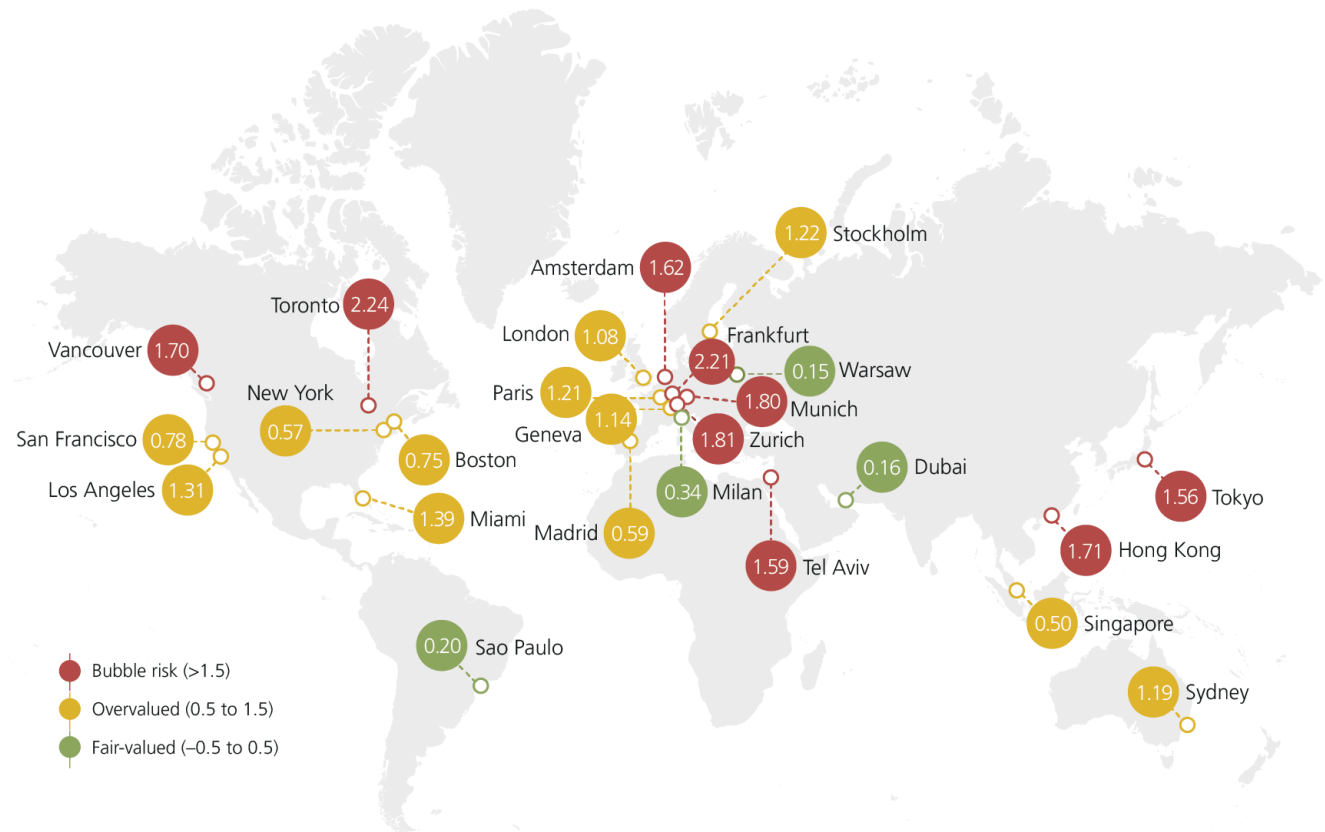 1.22 Stockholm
Amsterdam 1.62
Toronto 2.24
London 1.08
Frankfurt
2.21
Vancouver 1.70
0.15 Warsaw
New York
0.57
Paris 1.21
1.80 Munich
1.14
Geneva
San Francisco 0.78
1.81 Zurich
0.75 Boston
0.16 Dubai
Los Angeles 1.31
0.34 Milan
1.56 Tokyo
1.39 Miami
Madrid 0.59
1.71 Hong Kong
1.59 Tel Aviv
0.50 Singapore
0.20 Sao Paulo
1.19 Sydney
Bubble risk (>1.5)
Overvalued (0.5 to 1.5)
Fair-valued (–0.5 to 0.5)